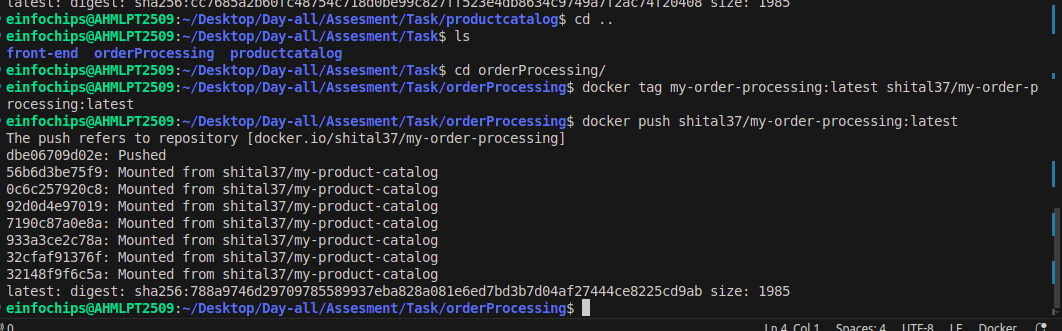 latest: digest: sha256:cc7685a2b60fc48754c718d0be99c827ff523e4db8634c9749a7f2ac74f20408 size: 1985
einfochips@AHMLPT2509:~/Desktop/Day-all/Assesment/Task/productcatalog$ cd ..
einfochips@AHMLPT2509:~/Desktop/Day-all/Assesment/Task$ ls
front-end orderProcessing productcatalog
einfochips@AHMLPT2509:~/Desktop/Day-all/Assesment/Task$ cd orderProcessing/
einfochips@AHMLPT2509:~/Desktop/Day-all/Assesment/Task/orderProcessing$ docker tag my-order-processing:latest shital37/my-order-p
rocessing:latest
einfochips@AHMLPT2509:~/Desktop/Day-all/Assesment/Task/orderProcessing$ docker push shital37/my-order-processing:latest
The push refers to repository [docker.io/shital37/my-order-processing]
dbe06709d02e: Pushed
56b6d3be75f9: Mounted from shital37/my-product-catalog
0c6c257920c8: Mounted from shital37/my-product-catalog
92d0d4e97019: Mounted from shital37/my-product-catalog
7190c87a0e8a: Mounted from shital37/my-product-catalog
933a3ce2c78a: Mounted from shital37/my-product-catalog
32cfaf91376f: Mounted from shital37/my-product-catalog
32148f9f6c5a: Mounted from shital37/my-product-catalog
latest: digest: sha256:788a9746d29709785589937eba828a081e6ed7bd3b7d04af27444ce8225cd9ab size: 1985
einfochips@AHMLPT2509:~/Desktop/Day-all/Assesment/Task/orderProcessing$
0 Ln 4, Col 1 Spaces: 4 UTF-8 LF Docker